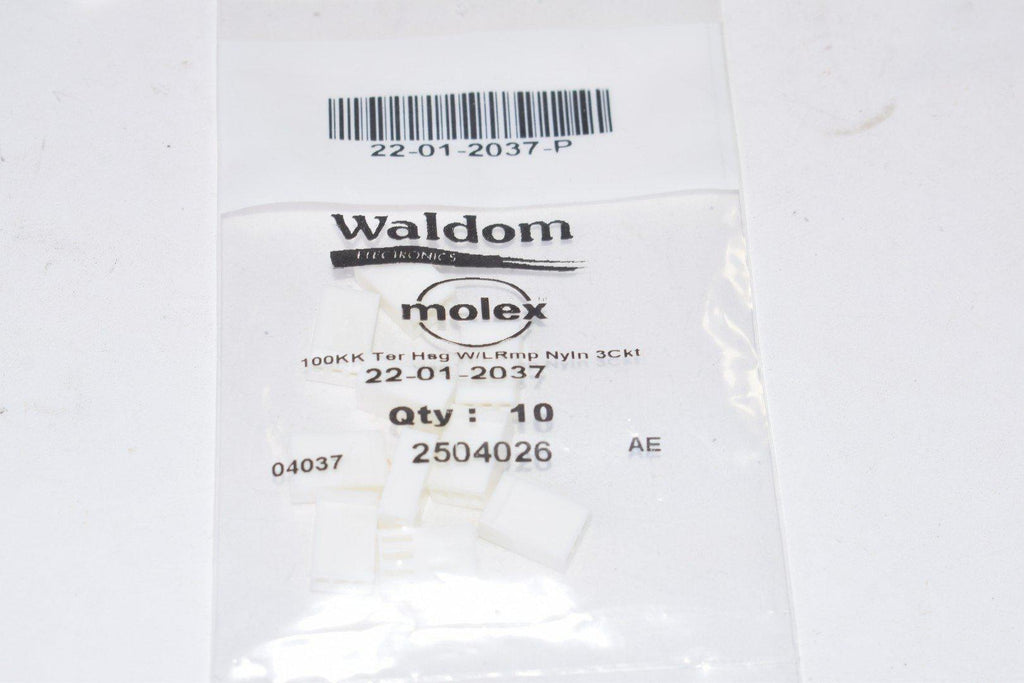 22-01-2037-P
Waldom
ELECTRONICS
molex
100KK Ter Hsg W/LRmp Nyln 3Ckt
22-01-2037
Qty : 10
04037 2504026 AE